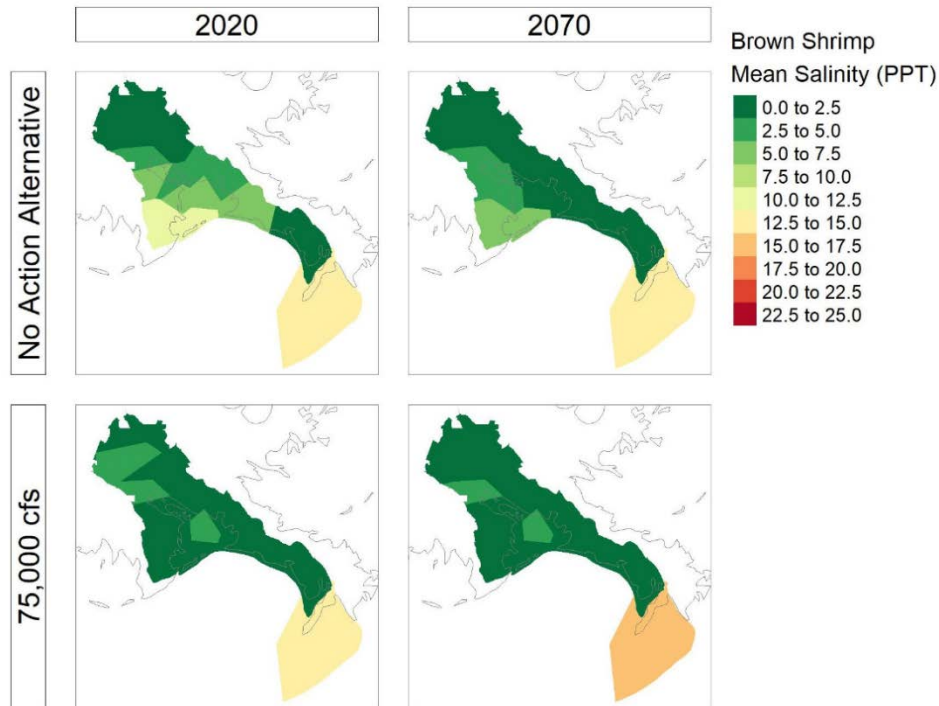 2020
2070
Brown Shrimp
Mean Salinity (PPT)
0.0 to 2.5
2.5 to 5.0
5.0 to 7.5
7.5 to 10.0
10.0 to 12.5
12.5 to 15.0
15.0 to 17.5
17.5 to 20.0
20.0 to 22.5
22.5 to 25.0
No Action Alternative
75,000 cfs